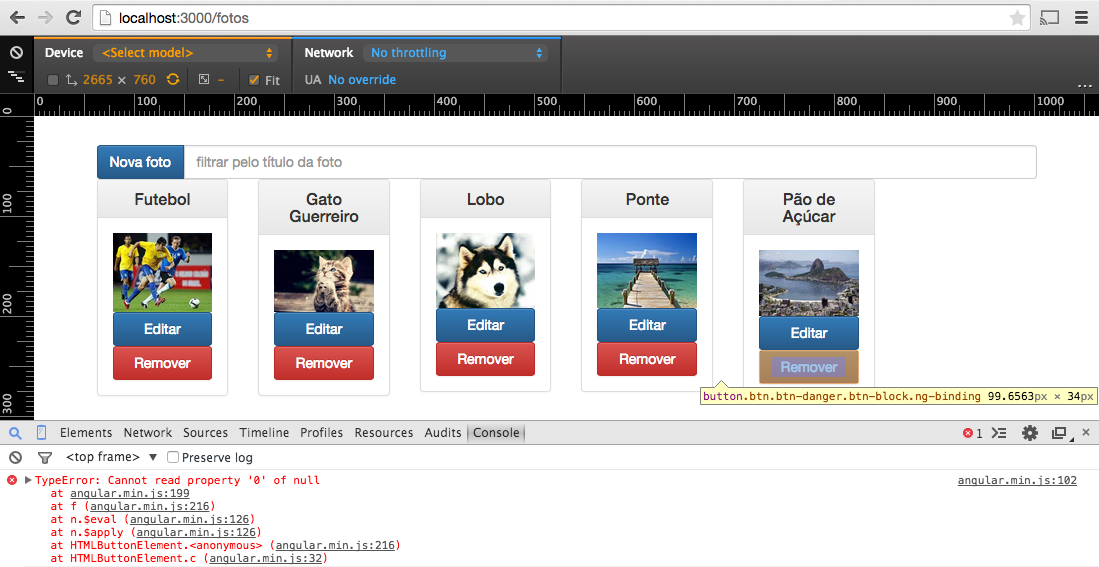 localhost:3000/fotos
Device <Select model> Network No throttling
2665 × 760 – Fit UA No override
...
0 100 200 300 400 500 600 700 800 900 1000
0
100
200
300
Nova foto filtrar pelo título da foto
Futebol
Editar
Remover
Gato
Guerreiro
Editar
Remover
Lobo
Editar
Remover
Ponte
Editar
Remover
Pão de
Açúcar
Editar
Remover
button.btn.btn-danger.btn-block.ng-binding 99.6563px × 34px
Elements Network Sources Timeline Profiles Resources Audits Console 1
<top frame> ▼ Preserve log
TypeError: Cannot read property '0' of null angular.min.js:102
at angular.min.js:199
at f (angular.min.js:216)
at n.$eval (angular.min.js:126)
at n.$apply (angular.min.js:126)
at HTMLButtonElement.<anonymous> (angular.min.js:216)
at HTMLButtonElement.c (angular.min.js:32)